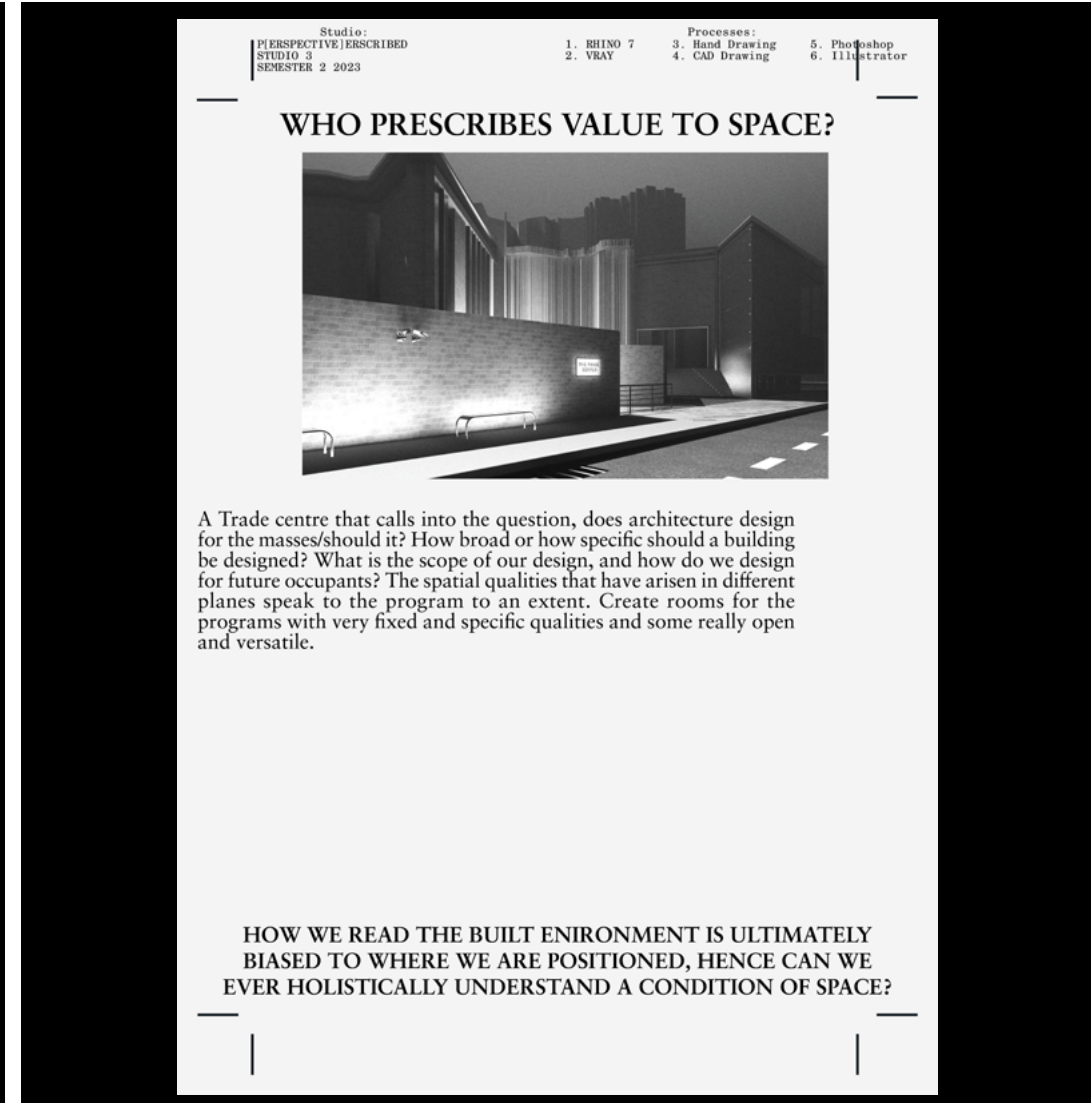 Studio:
P[ERSPECTIVE]ERSCRIBED
STUDIO 3
SEMESTER 2 2023
Processes:
1. RHINO 7
2. VRAY
3. Hand Drawing
4. CAD Drawing
5. Photoshop
6. Illustrator
WHO PRESCRIBES VALUE TO SPACE?
A Trade centre that calls into the question, does architecture design
for the masses/should it? How broad or how specific should a building
be designed? What is the scope of our design, and how do we design
for future occupants? The spatial qualities that have arisen in different
planes speak to the program to an extent. Create rooms for the
programs with very fixed and specific qualities and some really open
and versatile.
HOW WE READ THE BUILT ENIRONMENT IS ULTIMATELY
BIASED TO WHERE WE ARE POSITIONED, HENCE CAN WE
EVER HOLISTICALLY UNDERSTAND A CONDITION OF SPACE?